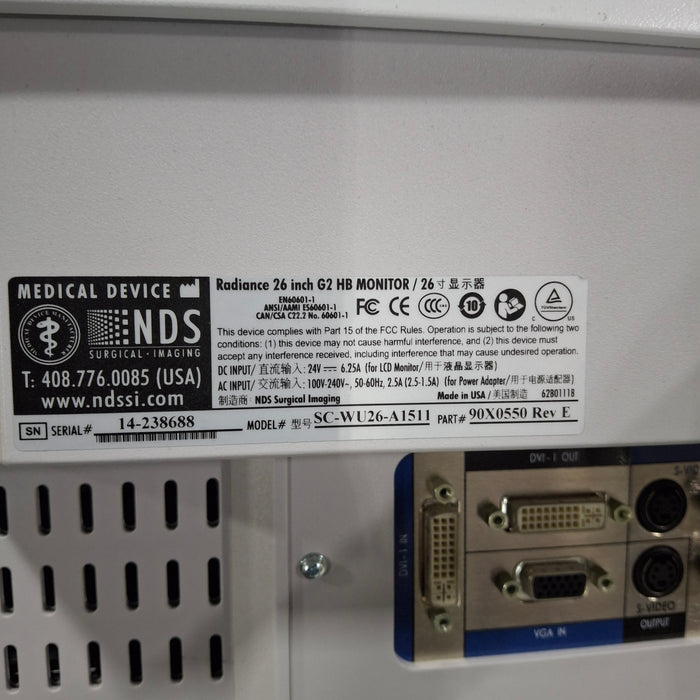 MEDICAL DEVICE
NDS
SURGICAL · IMAGING
T: 408.776.0085 (USA)
www.ndssi.com
Radiance 26 inch G2 HB MONITOR / 26寸显示器
EN60601-1
ANSI/AAMI ES60601-1
CAN/CSA C22.2 No. 60601-1
FC CE CCC 10
C US
This device complies with Part 15 of the FCC Rules. Operation is subject to the following two
conditions: (1) this device may not cause harmful interference, and (2) this device must
accept any interference received, including interference that may cause undesired operation.
DC INPUT / 直流输入: 24V 6.25A (for LCD Monitor/用于液晶显示器)
AC INPUT/ 交流输入: 100V-240V~, 50-60Hz, 2.5A (2.5-1.5A) (for Power Adapter/用于电源适配器)
制造商: NDS Surgical Imaging Made in USA / 美国制造 62B0111B
SN SERIAL# 14-238688 MODEL# 型号 SC-WU26-A1511 PART# 90X0550 Rev E
DVI-I OUT
S-VID
DVI-I IN
S-VIDEO
VGA IN
OUTPUT